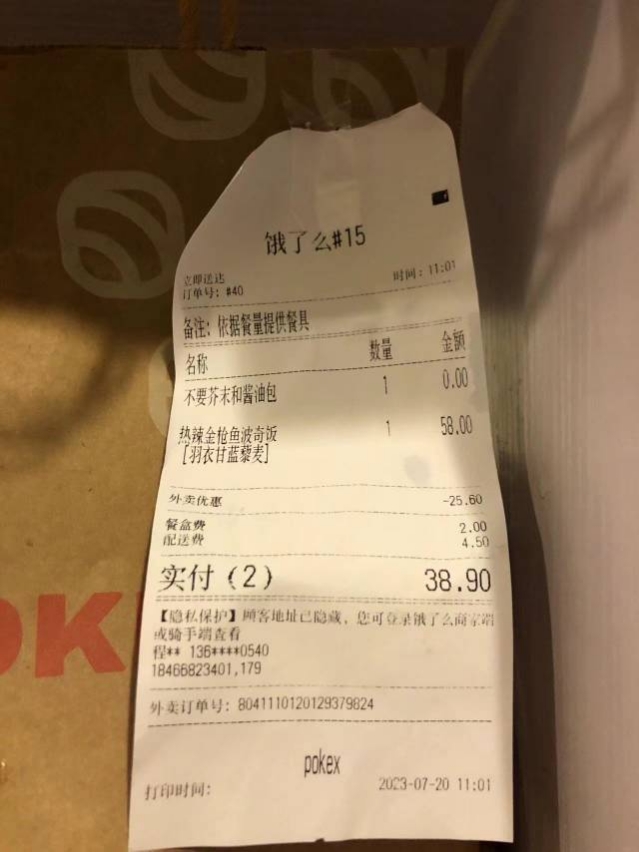 饿了么#15
立即送达
订单号: #40 时间: 11:01
备注: 依据餐量提供餐具
名称 数量 金额
不要芥末和酱油包 1 0.00
热辣金枪鱼波奇饭 1 58.00
[羽衣甘蓝藜麦]
外卖优惠 -25.60
餐盒费 2.00
配送费 4.50
实付(2) 38.90
【隐私保护】顾客地址已隐藏，您可登录饿了么商家端
或骑手端查看
程** 136****0540
18466823401,179
外卖订单号: 8041110120129379824
pokex
打印时间: 2023-07-20 11:01
OK